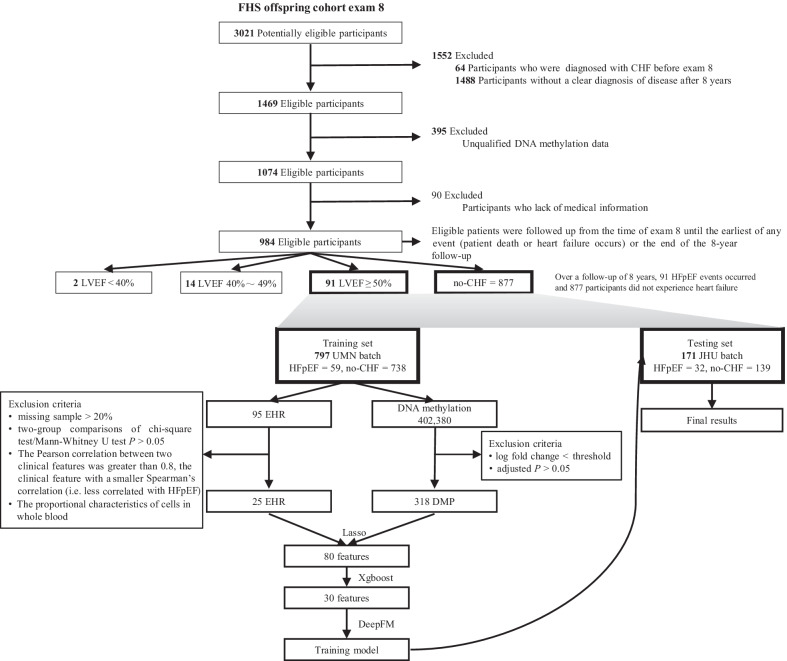 FHS offspring cohort exam 8
3021 Potentially eligible participants
1552 Excluded
64 Participants who were diagnosed with CHF before exam 8
1488 Participants without a clear diagnosis of disease after 8 years
1469 Eligible participants
395 Excluded
Unqualified DNA methylation data
1074 Eligible participants
90 Excluded
Participants who lack of medical information
984 Eligible participants
Eligible patients were followed up from the time of exam 8 until the earliest of any
event (patient death or heart failure occurs) or the end of the 8-year
follow-up
2 LVEF < 40%
14 LVEF 40%~ 49%
91 LVEF ≥ 50%
no-CHF = 877
Over a follow-up of 8 years, 91 HFpEF events occurred
and 877 participants did not experience heart failure
Training set
797 UMN batch
HFpEF = 59, no-CHF = 738
Testing set
171 JHU batch
HFpEF = 32, no-CHF = 139
Exclusion criteria
• missing sample > 20%
• two-group comparisons of chi-square
test/Mann-Whitney U test P > 0.05
• The Pearson correlation between two
clinical features was greater than 0.8, the
clinical feature with a smaller Spearman's
correlation (i.e. less correlated with HFpEF)
• The proportional characteristics of cells in
whole blood
95 EHR
DNA methylation
402,380
Final results
Exclusion criteria
• log fold change < threshold
• adjusted P > 0.05
25 EHR
318 DMP
Lasso
80 features
Xgboost
30 features
DeepFM
Training model